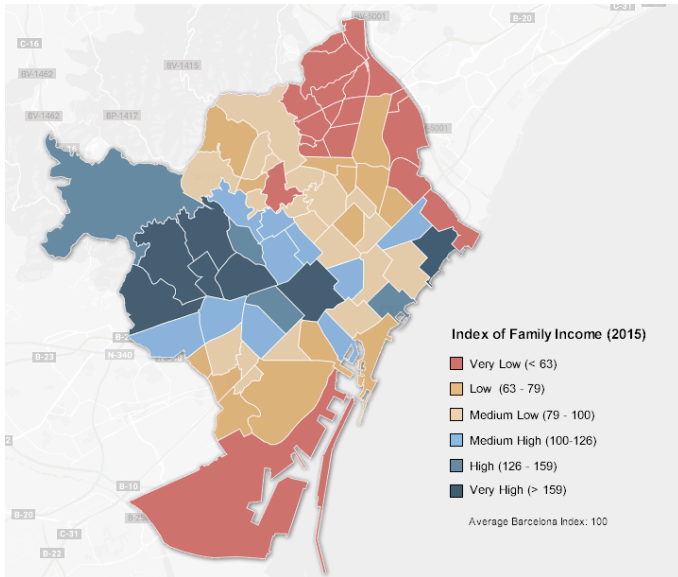 BV-5001
C-31
B-20
C-16
BV-1462
BV-1415
BV-1462
BP-1417
16
5001
B-23
N-340
Index of Family Income (2015)
Very Low (< 63)
Low (63 - 79)
Medium Low (79 - 100)
Medium High (100-126)
High (126 - 159)
Very High (> 159)
Average Barcelona Index: 100
B-10
B-20
C-31
B-22